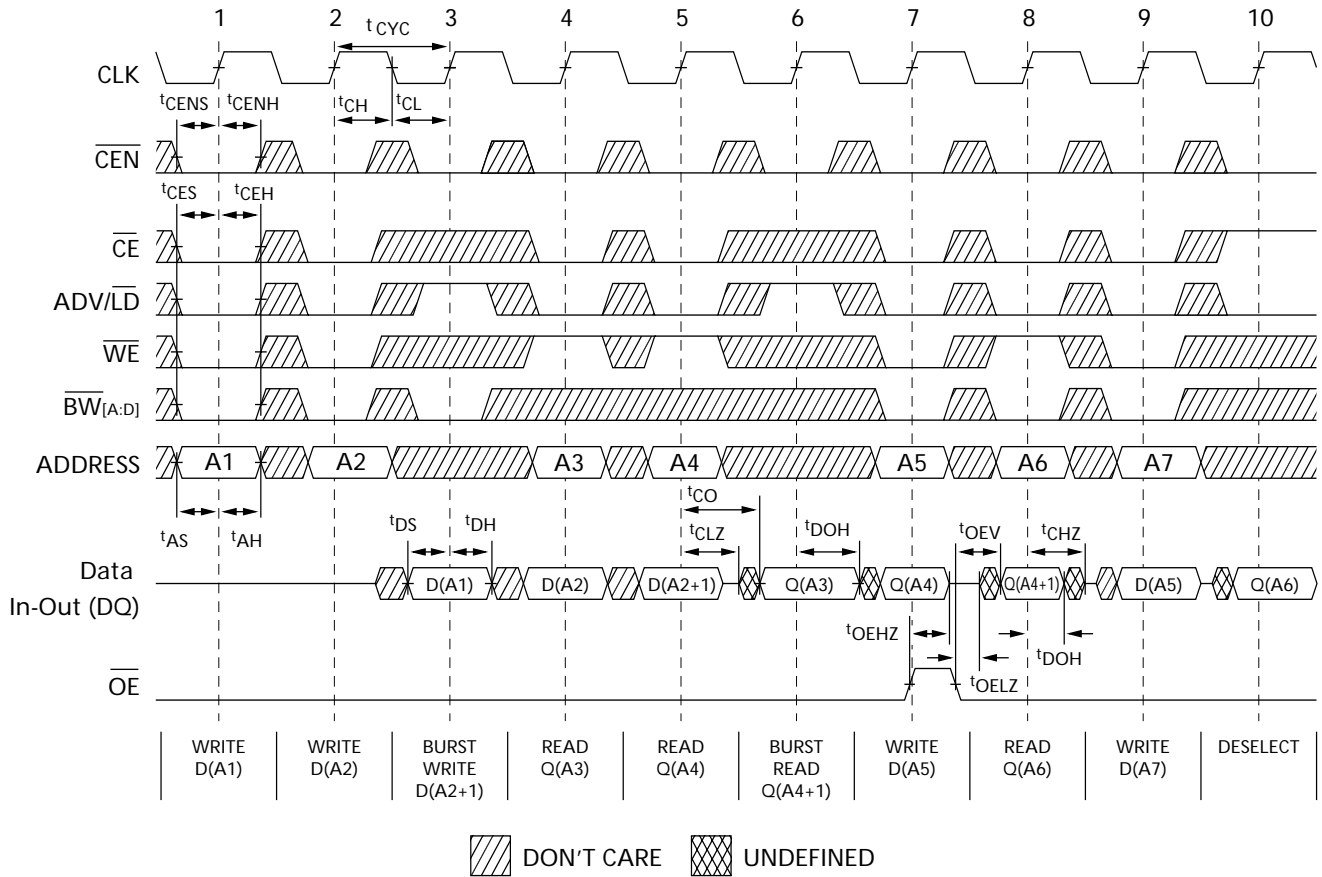 1 2 3 4 5 6 7 8 9 10
tCYC
CLK
tCENS tCENH tCH tCL
CEN
tCES tCEH
CE
ADV/LD
WE
BW[A:D]
ADDRESS A1 A2 A3 A4 A5 A6 A7
tCO
tAS tAH tDS tDH tCLZ tDOH tOEV tCHZ
Data
In-Out (DQ)
D(A1) D(A2) D(A2+1) Q(A3) Q(A4) Q(A4+1) D(A5) Q(A6)
tOEHZ tDOH
tOELZ
OE
WRITE
D(A1)
WRITE
D(A2)
BURST
WRITE
D(A2+1)
READ
Q(A3)
READ
Q(A4)
BURST
READ
Q(A4+1)
WRITE
D(A5)
READ
Q(A6)
WRITE
D(A7)
DESELECT
DON'T CARE UNDEFINED